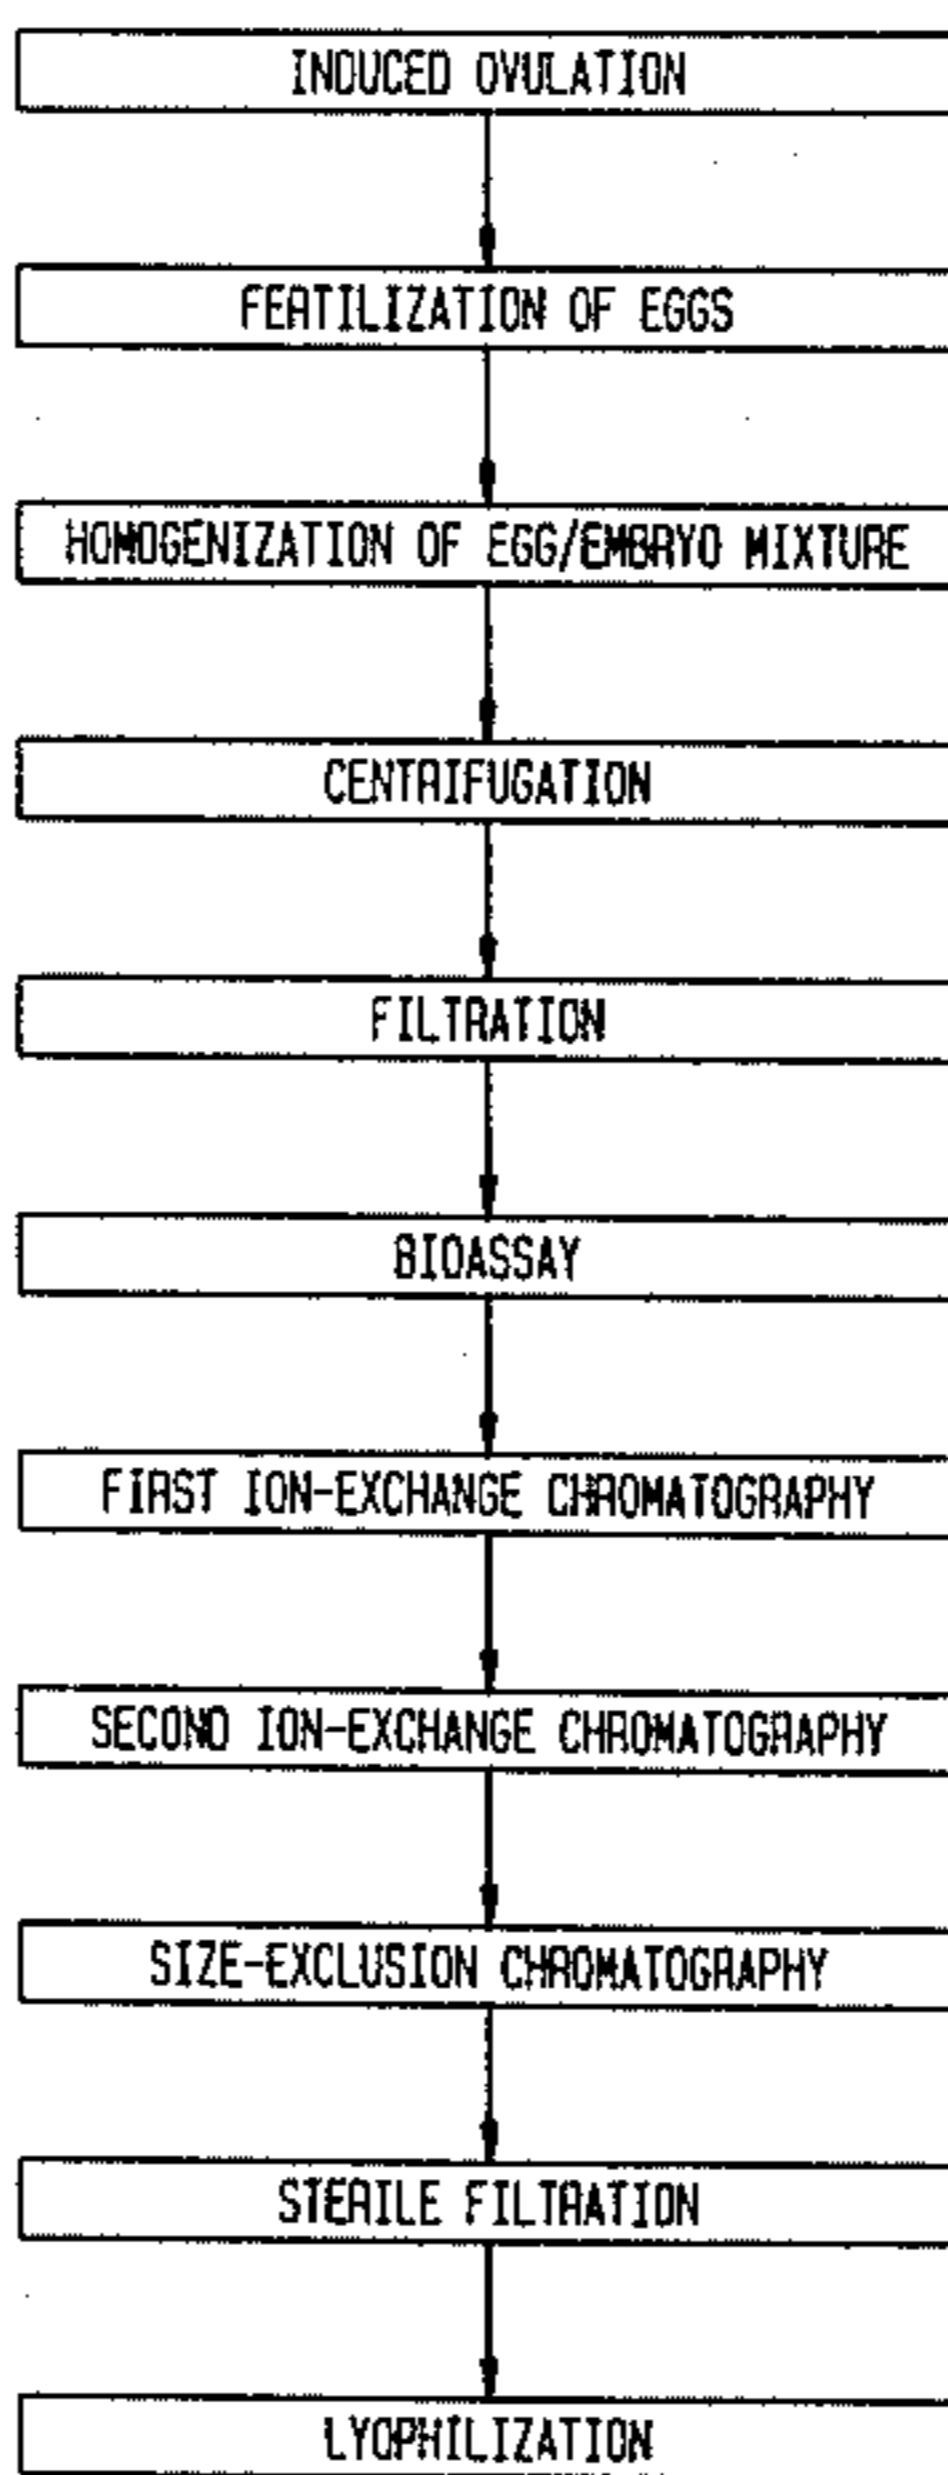 INDUCED OVULATION
FERTILIZATION OF EGGS
HOMOGENIZATION OF EGG/EMBRYO MIXTURE
CENTRIFUGATION
FILTRATION
BIOASSAY
FIRST ION-EXCHANGE CHROMATOGRAPHY
SECOND ION-EXCHANGE CHROMATOGRAPHY
SIZE-EXCLUSION CHROMATOGRAPHY
STERILE FILTRATION
LYOPHILIZATION